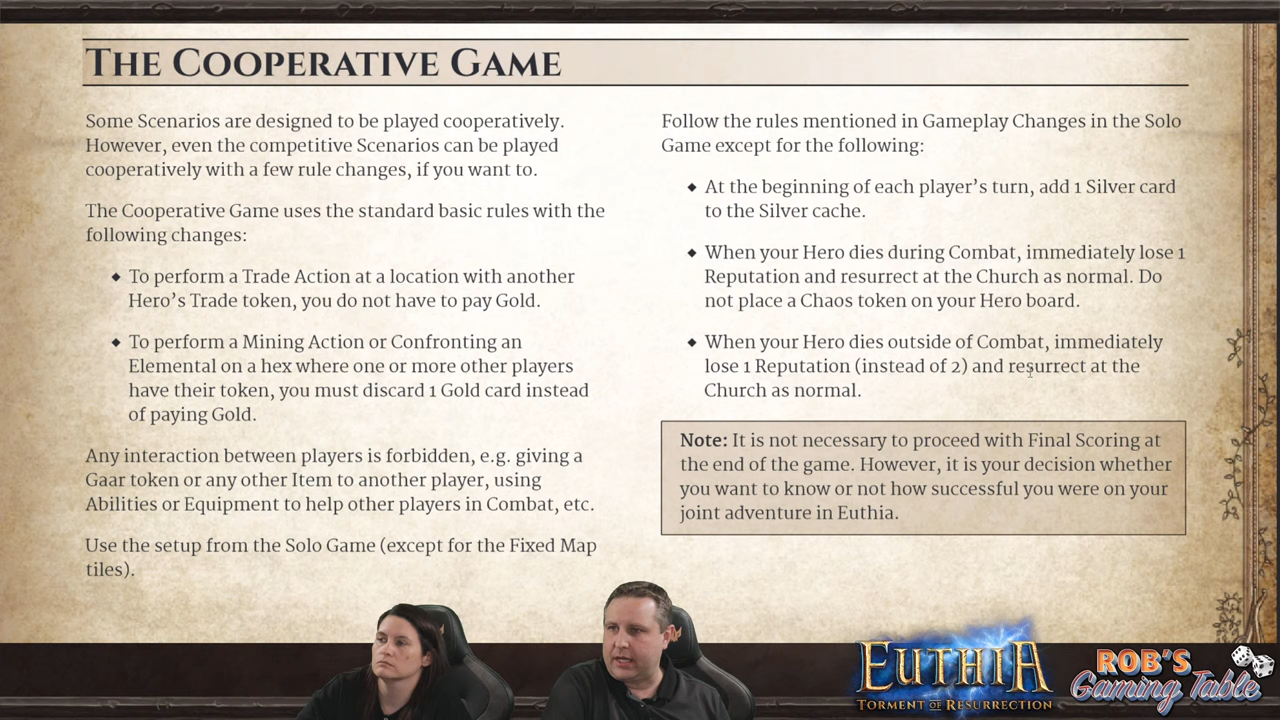 THE COOPERATIVE GAME
Some Scenarios are designed to be played cooperatively.
However, even the competitive Scenarios can be played
cooperatively with a few rule changes, if you want to.
The Cooperative Game uses the standard basic rules with the
following changes:
◆ To perform a Trade Action at a location with another
Hero's Trade token, you do not have to pay Gold.
◆ To perform a Mining Action or Confronting an
Elemental on a hex where one or more other players
have their token, you must discard 1 Gold card instead
of paying Gold.
Any interaction between players is forbidden, e.g. giving a
Gaar token or any other Item to another player, using
Abilities or Equipment to help other players in Combat, etc.
Use the setup from the Solo Game (except for the Fixed Map
tiles).
Follow the rules mentioned in Gameplay Changes in the Solo
Game except for the following:
◆ At the beginning of each player's turn, add 1 Silver card
to the Silver cache.
◆ When your Hero dies during Combat, immediately lose 1
Reputation and resurrect at the Church as normal. Do
not place a Chaos token on your Hero board.
◆ When your Hero dies outside of Combat, immediately
lose 1 Reputation (instead of 2) and resurrect at the
Church as normal.
Note: It is not necessary to proceed with Final Scoring at
the end of the game. However, it is your decision whether
you want to know or not how successful you were on your
joint adventure in Euthia.
EUTHIA
TORMENT OF RESURRECTION
ROB'S
Gaming Table